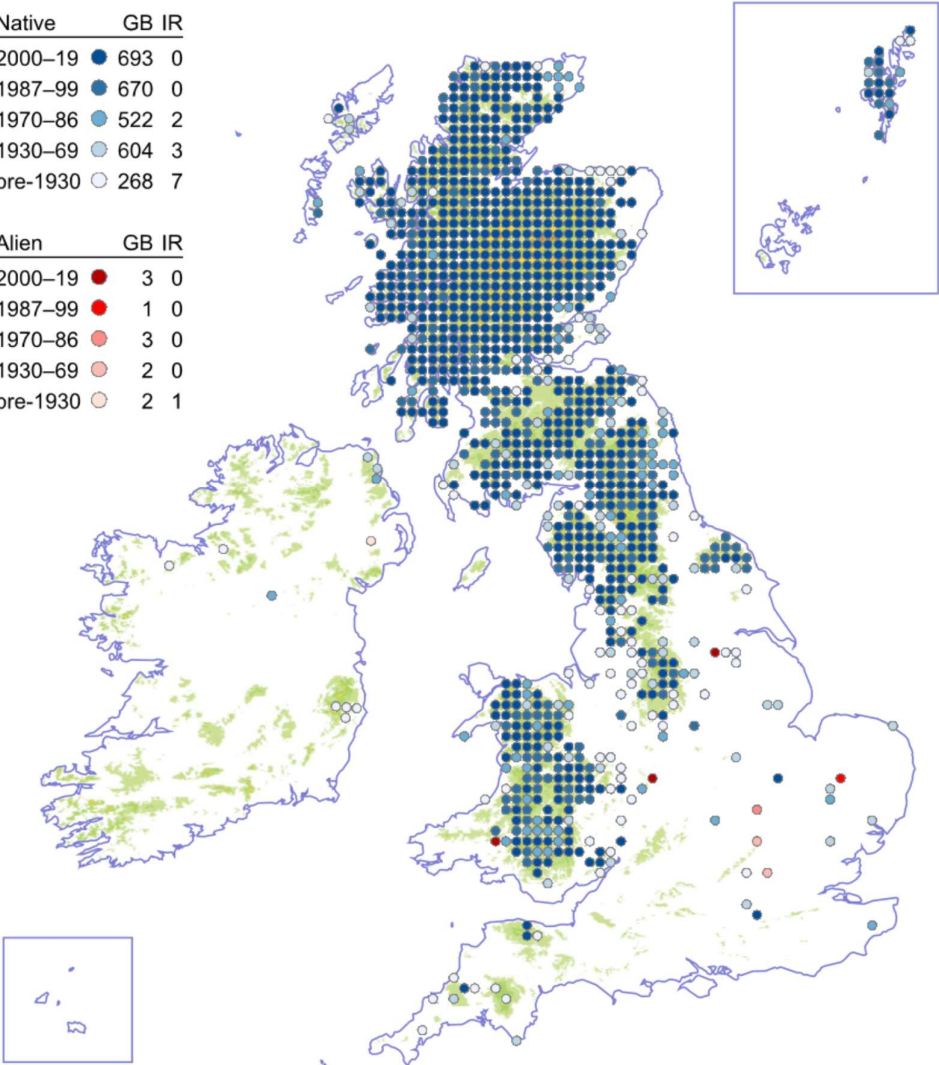 Native GB IR
2000–19 693 0
1987–99 670 0
1970–86 522 2
1930–69 604 3
pre-1930 268 7
Alien GB IR
2000–19 3 0
1987–99 1 0
1970–86 3 0
1930–69 2 0
pre-1930 2 1